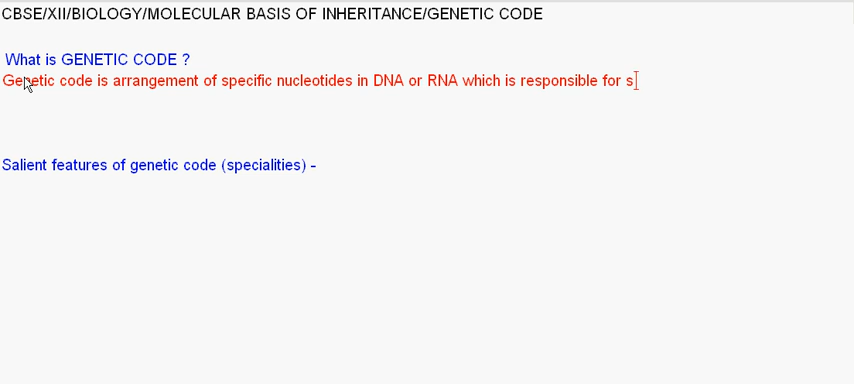 CBSE/XII/BIOLOGY/MOLECULAR BASIS OF INHERITANCE/GENETIC CODE
What is GENETIC CODE ?
Genetic code is arrangement of specific nucleotides in DNA or RNA which is responsible for s
Salient features of genetic code (specialities) -